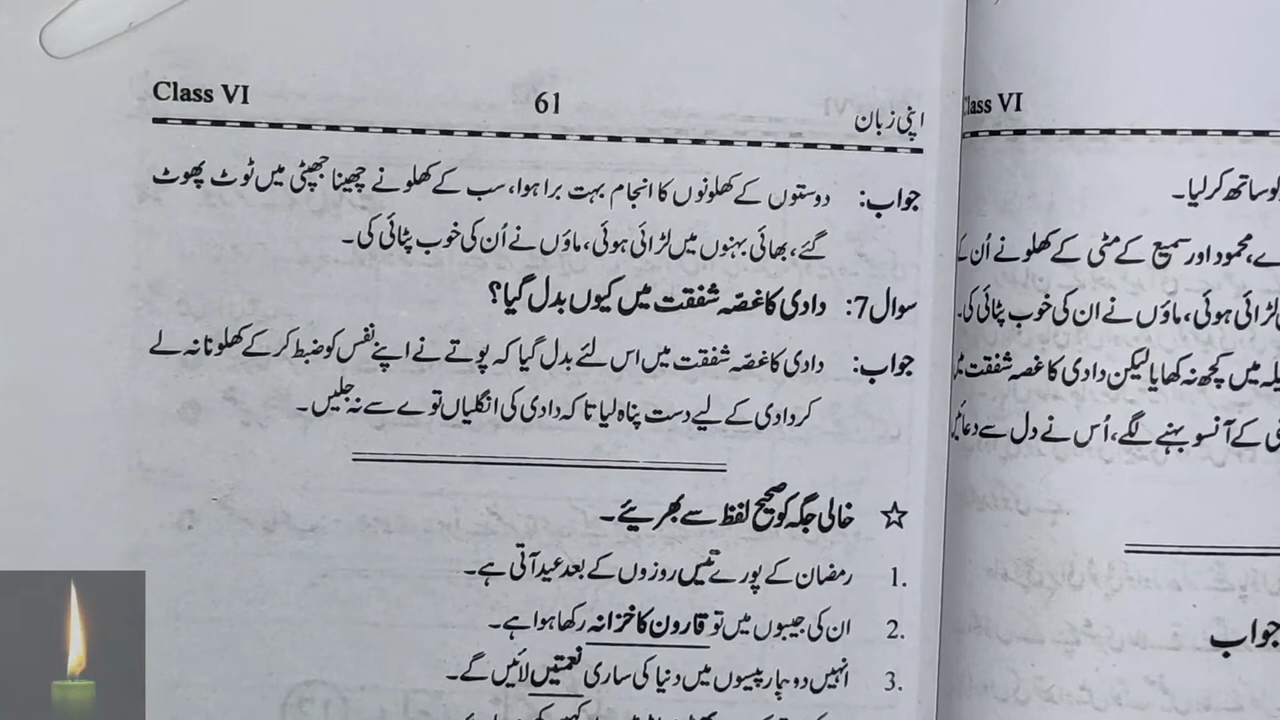 Class VI 61 اپنی زبان
جواب: دوستوں کے کھلونوں کا انجام بہت برا ہوا، سب کے کھلونے چھینا جھپٹی میں ٹوٹ پھوٹ
گئے، بھائی بہنوں میں لڑائی ہوئی، ماؤں نے اُن کی خوب پٹائی کی۔
سوال 7: دادی کا غصّہ شفقت میں کیوں بدل گیا؟
جواب: دادی کا غصّہ شفقت میں اس لئے بدل گیا کہ پوتے نے اپنے نفس کو ضبط کر کے کھلونا نہ لے
کر دادی کے لیے دست پناہ لیا تا کہ دادی کی انگلیاں توے سے نہ جلیں۔
☆ خالی جگہ کو صحیح لفظ سے بھریئے۔
1. رمضان کے پورے تیس روزوں کے بعد عید آتی ہے۔
2. ان کی جیبوں میں تو قارون کا خزانہ رکھا ہوا ہے۔
3. انہیں دو چار پیسوں میں دنیا کی ساری نعمتیں لائیں گے۔
Class VI
کو ساتھ کر لیا۔
محمود اور سمیع کے مٹی کے کھلونے اُن کے
لڑائی ہوئی، ماؤں نے ان کی خوب پٹائی کی۔
میں کچھ نہ کھایا لیکن دادی کا غصہ شفقت میں
کے آنسو بہنے لگے، اُس نے دل سے دعائیں
جواب